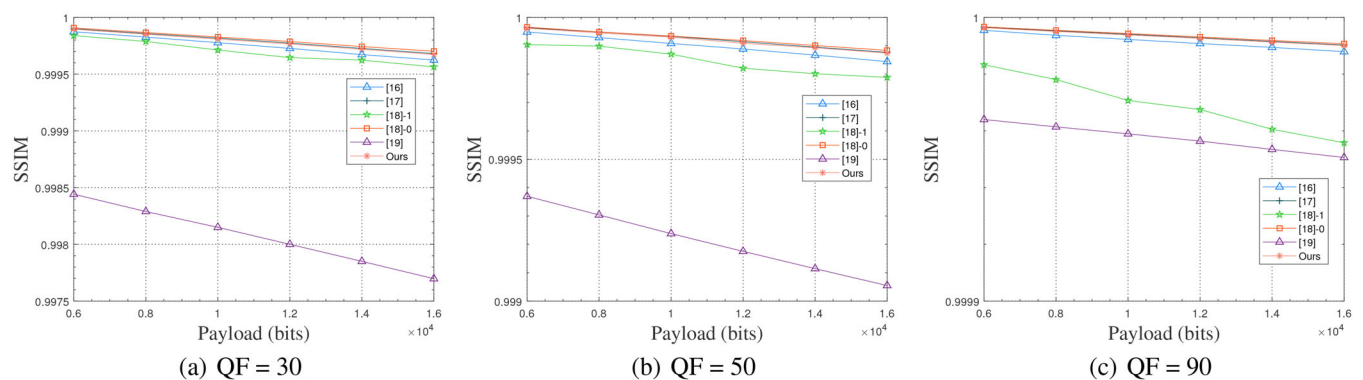 1
0.9995
0.999
0.9985
0.998
0.9975
SSIM
[16]
[17]
[18]-1
[18]-0
[19]
Ours
0.6 0.8 1 1.2 1.4 1.6
Payload (bits) ×10⁴
(a) QF = 30
1
0.9995
0.999
SSIM
[16]
[17]
[18]-1
[18]-0
[19]
Ours
0.6 0.8 1 1.2 1.4 1.6
Payload (bits) ×10⁴
(b) QF = 50
1
0.9999
SSIM
[16]
[17]
[18]-1
[18]-0
[19]
Ours
0.6 0.8 1 1.2 1.4 1.6
Payload (bits) ×10⁴
(c) QF = 90